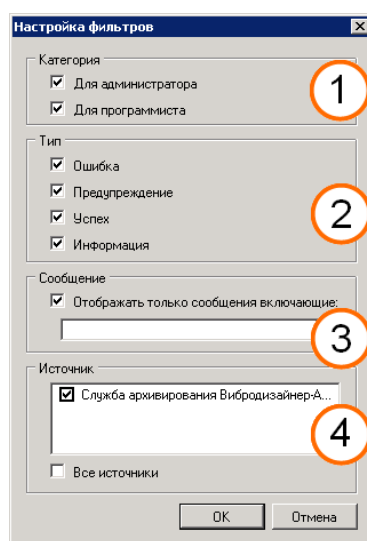 Настройка фильтров
Категория
Для администратора
Для программиста
1
Тип
Ошибка
Предупреждение
Успех
Информация
2
Сообщение
Отображать только сообщения включающие:
3
Источник
Служба архивирования Вибродизайнер-А...
4
Все источники
OK
Отмена